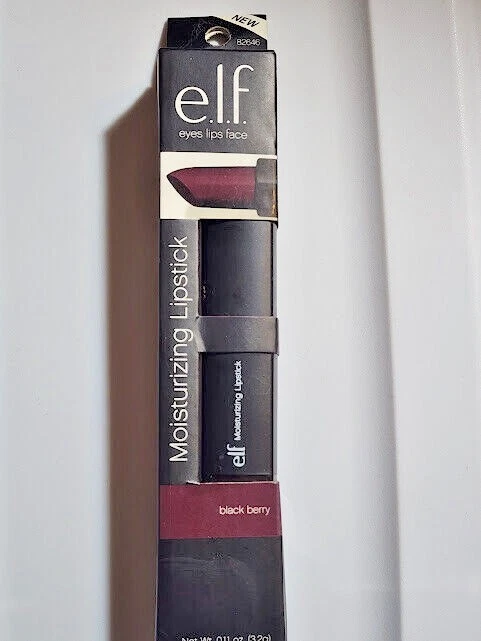 NEW
82646
e.l.f.
eyes lips face
Moisturizing Lipstick
elf Moisturizing Lipstick
black berry
Net Wt. 0.11 oz. (3.2g)